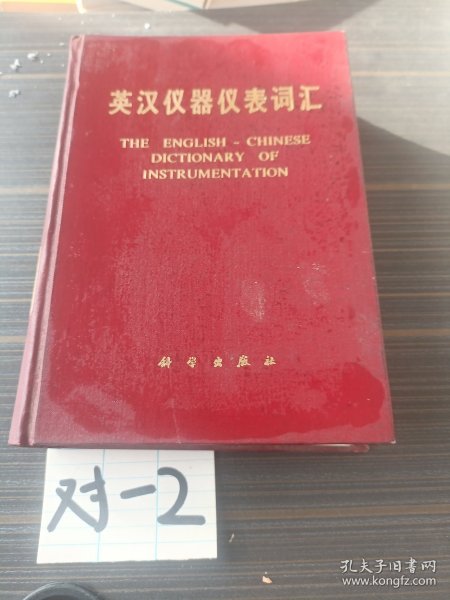 英汉仪器仪表词汇
THE ENGLISH - CHINESE
DICTIONARY OF
INSTRUMENTATION
科学出版社
对-2
孔夫子旧书网
www.kongfz.com